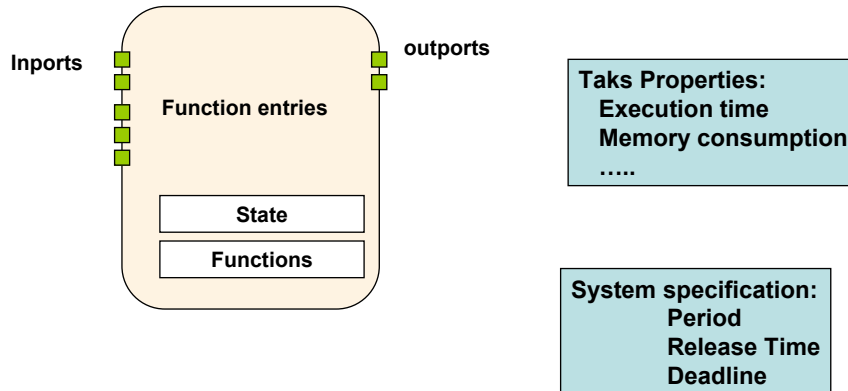 Inports
outports
Function entries
State
Functions
Taks Properties:
Execution time
Memory consumption
…..
System specification:
Period
Release Time
Deadline